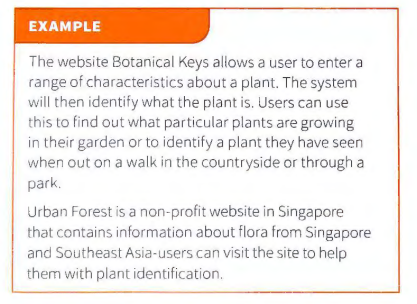 EXAMPLE
The website Botanical Keys allows a user to enter a
range of characteristics about a plant. The system
will then identify what the plant is. Users can use
this to find out what particular plants are growing
in their garden or to identify a plant they have seen
when out on a walk in the countryside or through a
park.
Urban Forest is a non-profit website in Singapore
that contains information about flora from Singapore
and Southeast Asia-users can visit the site to help
them with plant identification.